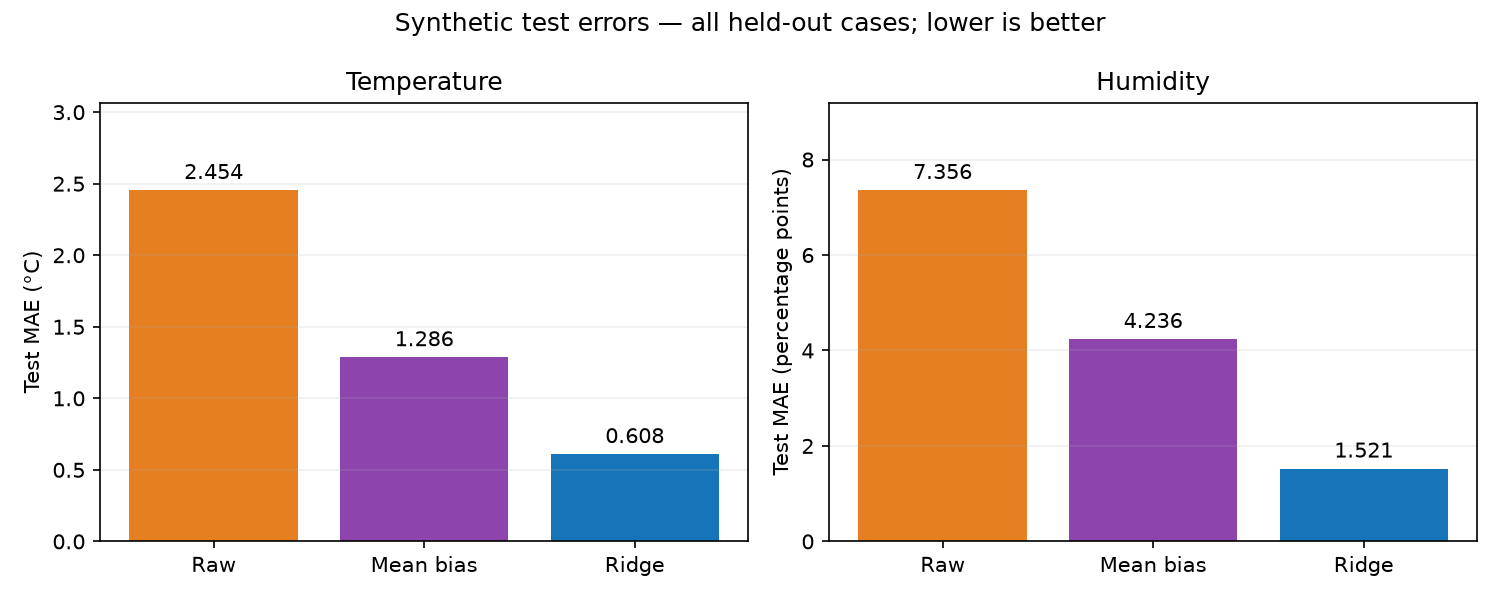 Synthetic test errors — all held-out cases; lower is better
Temperature
Test MAE (°C)
3.0
2.5
2.0
1.5
1.0
0.5
0.0
2.454
1.286
0.608
Raw
Mean bias
Ridge
Humidity
Test MAE (percentage points)
8
6
4
2
0
7.356
4.236
1.521
Raw
Mean bias
Ridge